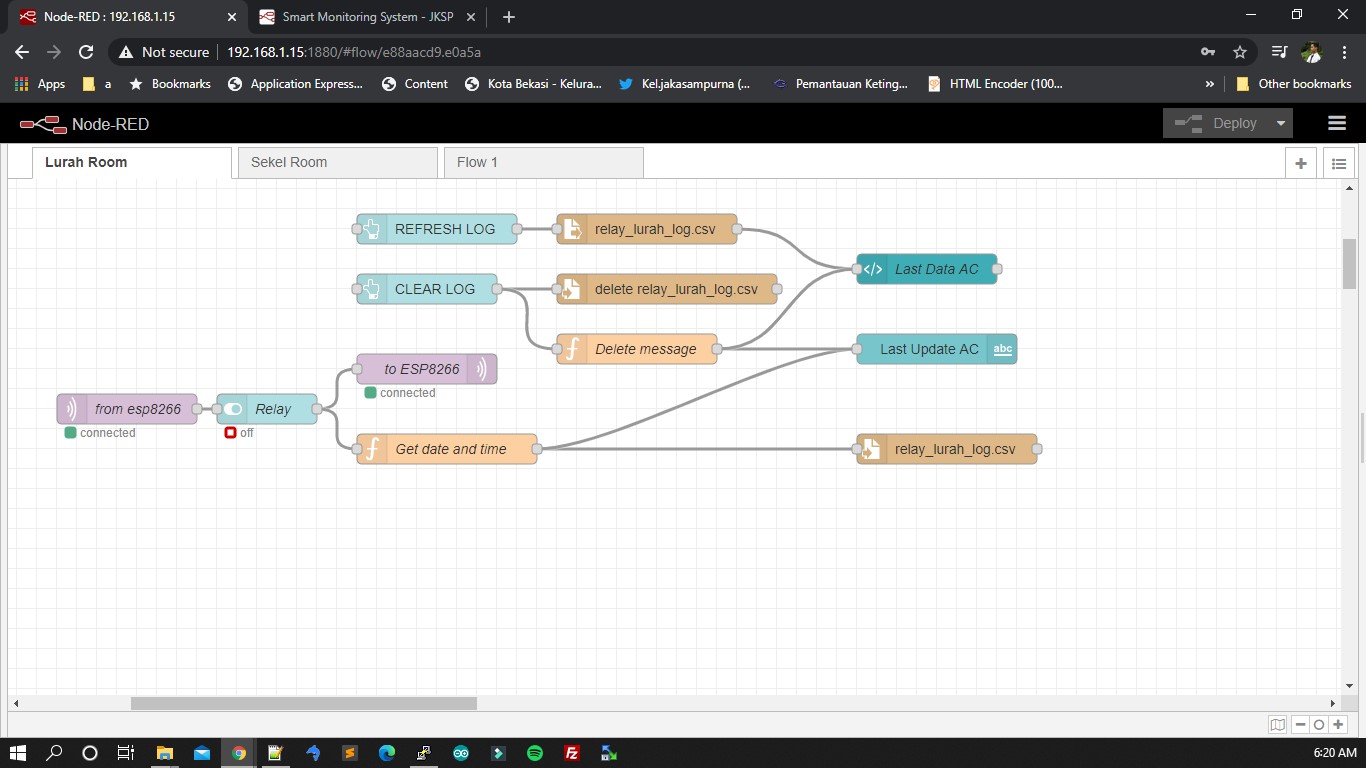 Node-RED : 192.168.1.15
Smart Monitoring System - JKSP
Not secure
192.168.1.15:1880/#flow/e88aacd9.e0a5a
Apps
a
Bookmarks
Application Express...
Content
Kota Bekasi - Kelura...
Kel.jakasampurna (...
Pemantauan Keting...
HTML Encoder (100...
»
Other bookmarks
Node-RED
Deploy
Lurah Room
Sekel Room
Flow 1
REFRESH LOG
relay_lurah_log.csv
Last Data AC
CLEAR LOG
delete relay_lurah_log.csv
Delete message
Last Update AC
abc
to ESP8266
connected
from esp8266
connected
Relay
off
Get date and time
relay_lurah_log.csv
6:20 AM